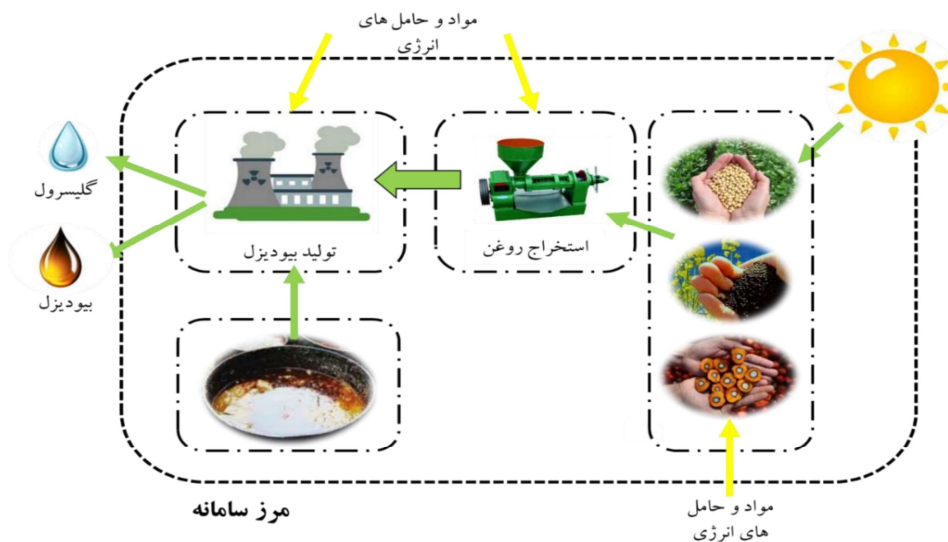 مواد و حامل های
انرژی
گلیسرول
بیودیزل
تولید بیودیزل
استخراج روغن
مرز سامانه
مواد و حامل
های انرژی